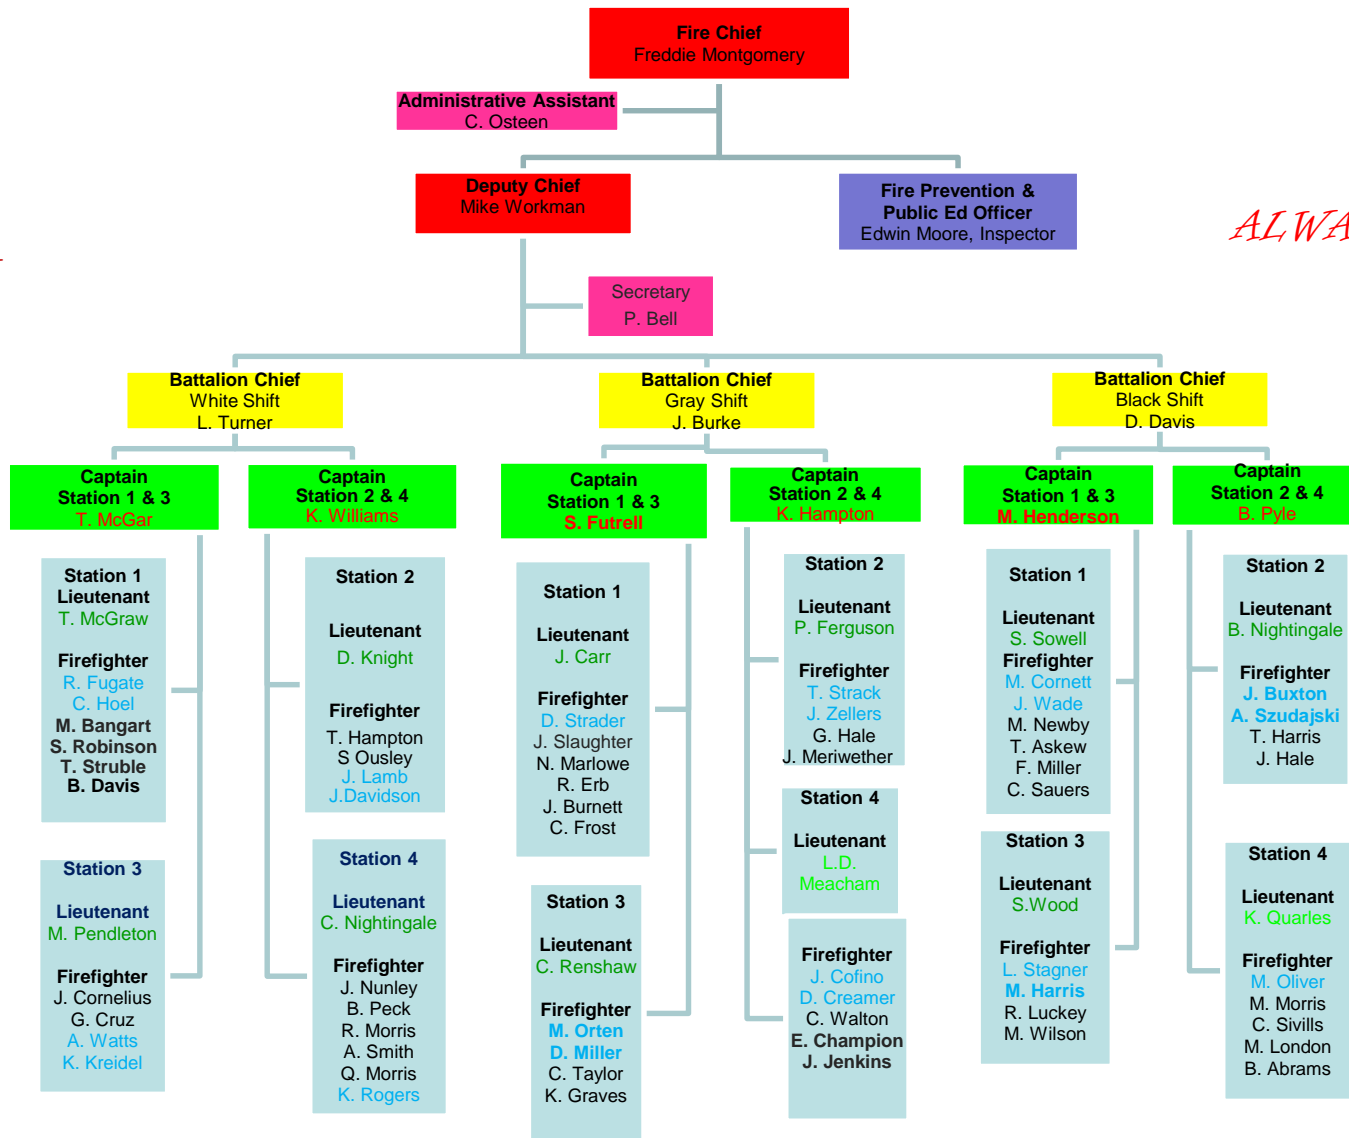 Fire Chief
Freddie Montgomery
Administrative Assistant
C. Osteen
Deputy Chief
Mike Workman
Fire Prevention &
Public Ed Officer
Edwin Moore, Inspector
ALWA
Secretary
P. Bell
Battalion Chief
White Shift
L. Turner
Battalion Chief
Gray Shift
J. Burke
Battalion Chief
Black Shift
D. Davis
Captain
Station 1 & 3
T. McGar
Captain
Station 2 & 4
K. Williams
Captain
Station 1 & 3
S. Futrell
Captain
Station 2 & 4
K. Hampton
Captain
Station 1 & 3
M. Henderson
Captain
Station 2 & 4
B. Pyle
Station 1
Lieutenant
T. McGraw
Firefighter
R. Fugate
C. Hoel
M. Bangart
S. Robinson
T. Struble
B. Davis
Station 3
Lieutenant
M. Pendleton
Firefighter
J. Cornelius
G. Cruz
A. Watts
K. Kreidel
Station 2
Lieutenant
D. Knight
Firefighter
T. Hampton
S Ousley
J. Lamb
J.Davidson
Station 4
Lieutenant
C. Nightingale
Firefighter
J. Nunley
B. Peck
R. Morris
A. Smith
Q. Morris
K. Rogers
Station 1
Lieutenant
J. Carr
Firefighter
D. Strader
J. Slaughter
N. Marlowe
R. Erb
J. Burnett
C. Frost
Station 3
Lieutenant
C. Renshaw
Firefighter
M. Orten
D. Miller
C. Taylor
K. Graves
Station 2
Lieutenant
P. Ferguson
Firefighter
T. Strack
J. Zellers
G. Hale
J. Meriwether
Station 4
Lieutenant
L.D.
Meacham
Firefighter
J. Cofino
D. Creamer
C. Walton
E. Champion
J. Jenkins
Station 1
Lieutenant
S. Sowell
Firefighter
M. Cornett
J. Wade
M. Newby
T. Askew
F. Miller
C. Sauers
Station 3
Lieutenant
S.Wood
Firefighter
L. Stagner
M. Harris
R. Luckey
M. Wilson
Station 2
Lieutenant
B. Nightingale
Firefighter
J. Buxton
A. Szudajski
T. Harris
J. Hale
Station 4
Lieutenant
K. Quarles
Firefighter
M. Oliver
M. Morris
C. Sivills
M. London
B. Abrams